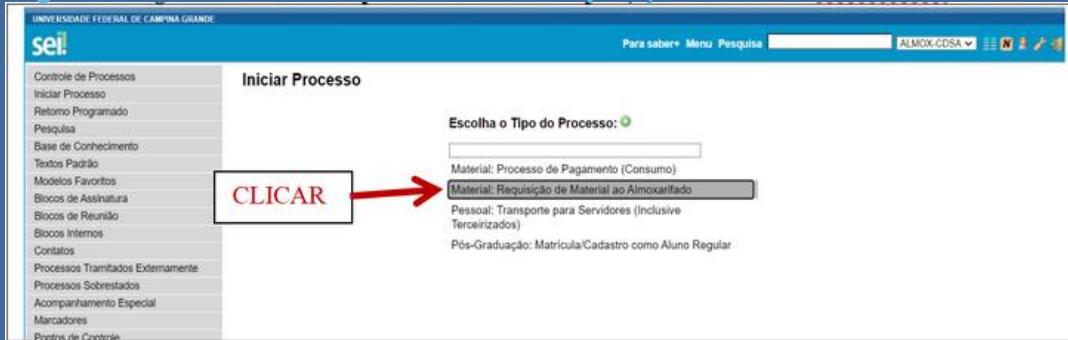 UNIVERSIDADE FEDERAL DE CAMPINA GRANDE
sei!
Para saber+ Menu Pesquisa
ALMOX-CDSA
N
Controle de Processos
Iniciar Processo
Retorno Programado
Pesquisa
Base de Conhecimento
Textos Padrão
Modelos Favoritos
Blocos de Assinatura
Blocos de Reunião
Blocos Internos
Contatos
Processos Tramitados Externamente
Processos Sobrestados
Acompanhamento Especial
Marcadores
Pontos de Controle
Iniciar Processo
Escolha o Tipo do Processo:
Material: Processo de Pagamento (Consumo)
CLICAR
Material: Requisição de Material ao Almoxarifado
Pessoal: Transporte para Servidores (Inclusive
Terceirizados)
Pós-Graduação: Matrícula/Cadastro como Aluno Regular